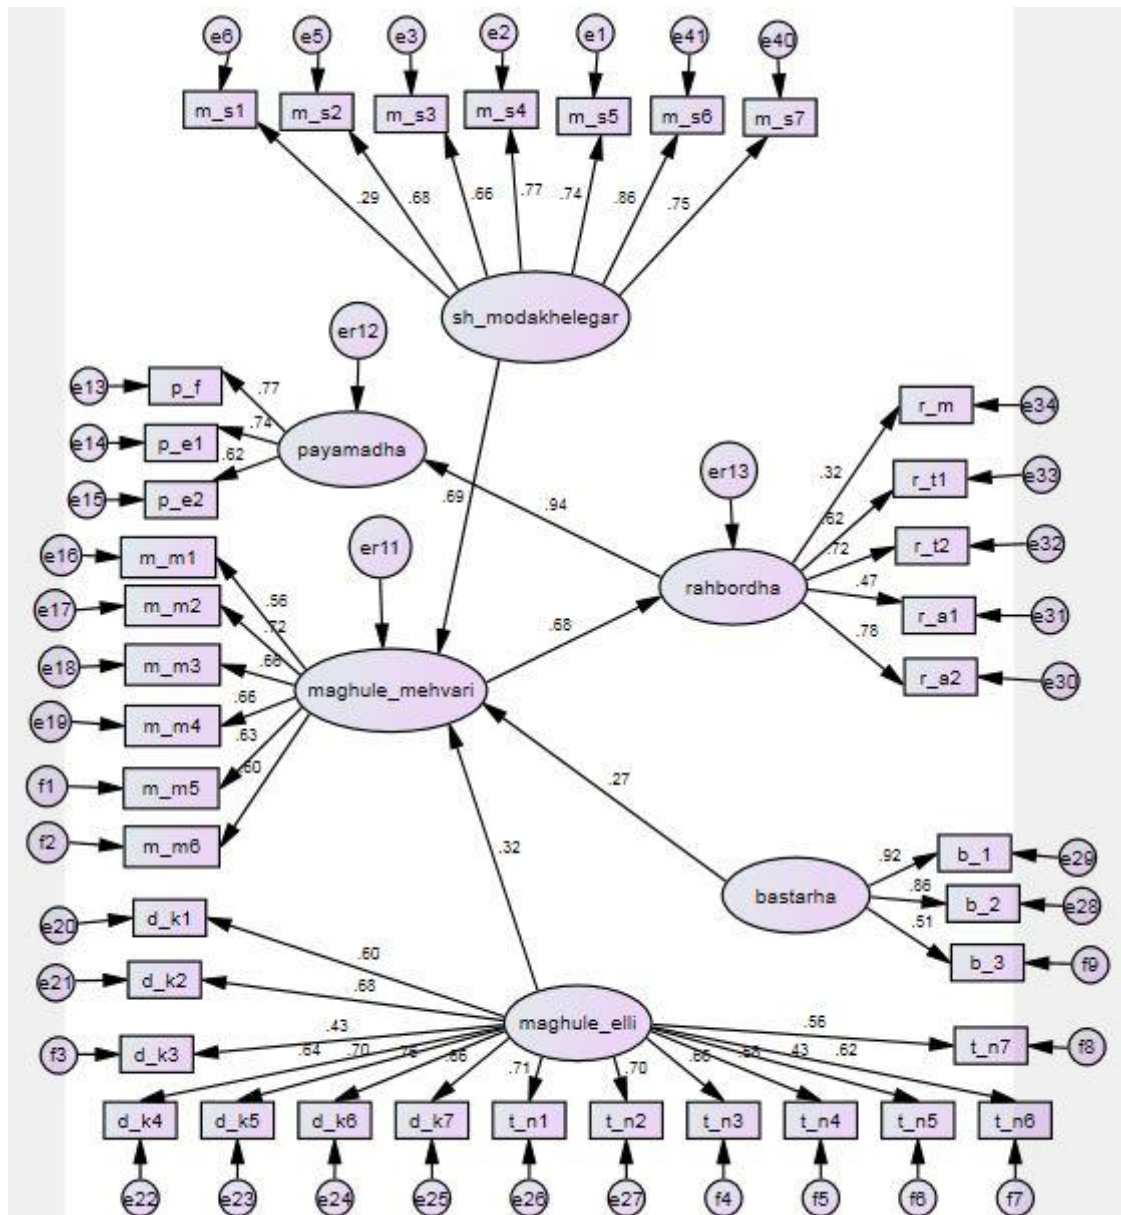 e6 e5 e3 e2 e1 e41 e40
m_s1 m_s2 m_s3 m_s4 m_s5 m_s6 m_s7
.29 .68 .66 .77 .74 .86 .75
sh_modakhelegar
er12
e13 p_f .77
e14 p_e1 .74
e15 p_e2 .62
payamadha
.69
.94
er13
r_m e34
.32
r_t1 e33
.62
r_t2 e32
.72
r_a1 e31
.47
r_a2 e30
.78
rahbordha
er11
.68
e16 m_m1 .56
e17 m_m2 .72
e18 m_m3 .66
e19 m_m4 .66
f1 m_m5 .63
f2 m_m6 .60
maghule_mehvari
.27
.32
bastarha
.92 b_1 e29
.86 b_2 e28
.51 b_3 f9
e20 d_k1 .60
e21 d_k2 .68
f3 d_k3 .43
maghule_elli
.56 t_n7 f8
.64 .70 .66 .71 .70 .66 .43 .62
d_k4 d_k5 d_k6 d_k7 t_n1 t_n2 t_n3 t_n4 t_n5 t_n6
e22 e23 e24 e25 e26 e27 f4 f5 f6 f7